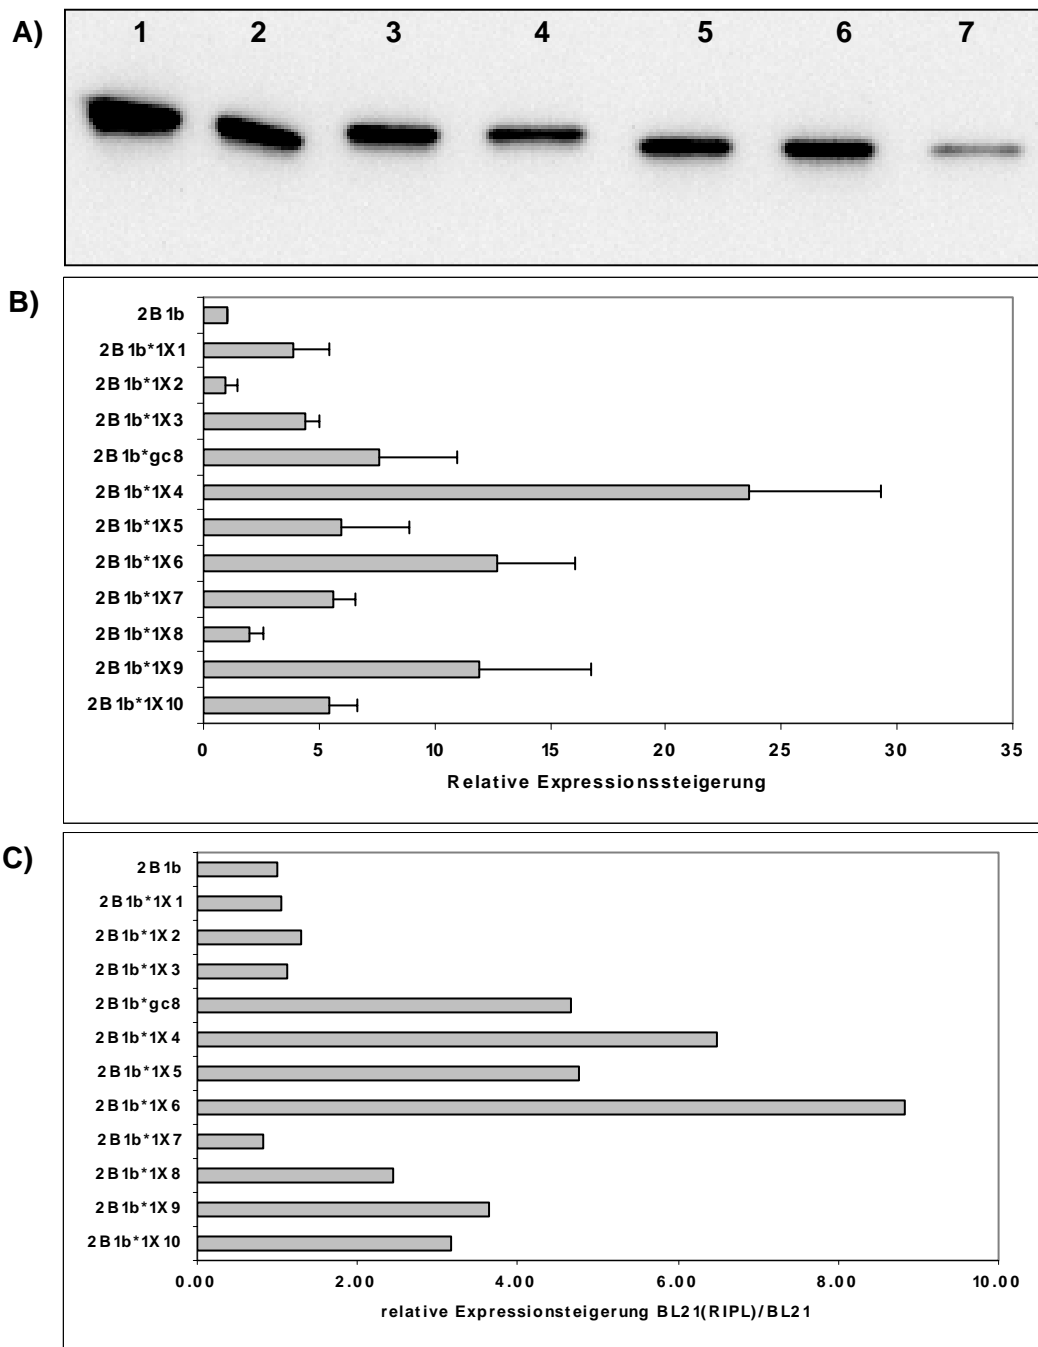 A)
1 2 3 4 5 6 7
B)
2B1b
2B1b*1X1
2B1b*1X2
2B1b*1X3
2B1b*gc8
2B1b*1X4
2B1b*1X5
2B1b*1X6
2B1b*1X7
2B1b*1X8
2B1b*1X9
2B1b*1X10
0 5 10 15 20 25 30 35
Relative Expressionssteigerung
C)
2B1b
2B1b*1X1
2B1b*1X2
2B1b*1X3
2B1b*gc8
2B1b*1X4
2B1b*1X5
2B1b*1X6
2B1b*1X7
2B1b*1X8
2B1b*1X9
2B1b*1X10
0.00 2.00 4.00 6.00 8.00 10.00
relative Expressionsteigerung BL21(RIPL)/BL21